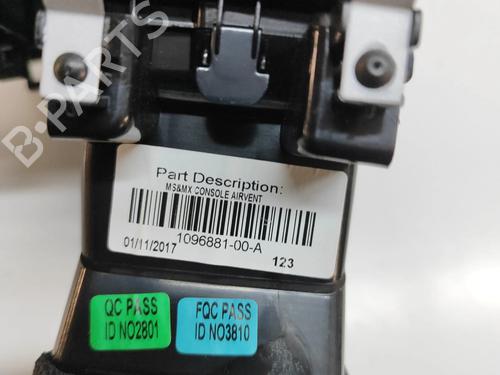 B-PARTS
Part Description:
MS&MX CONSOLE AIRVENT
1096881-00-A
01/11/2017
123
QC PASS
ID NO2801
FQC PASS
ID NO3810